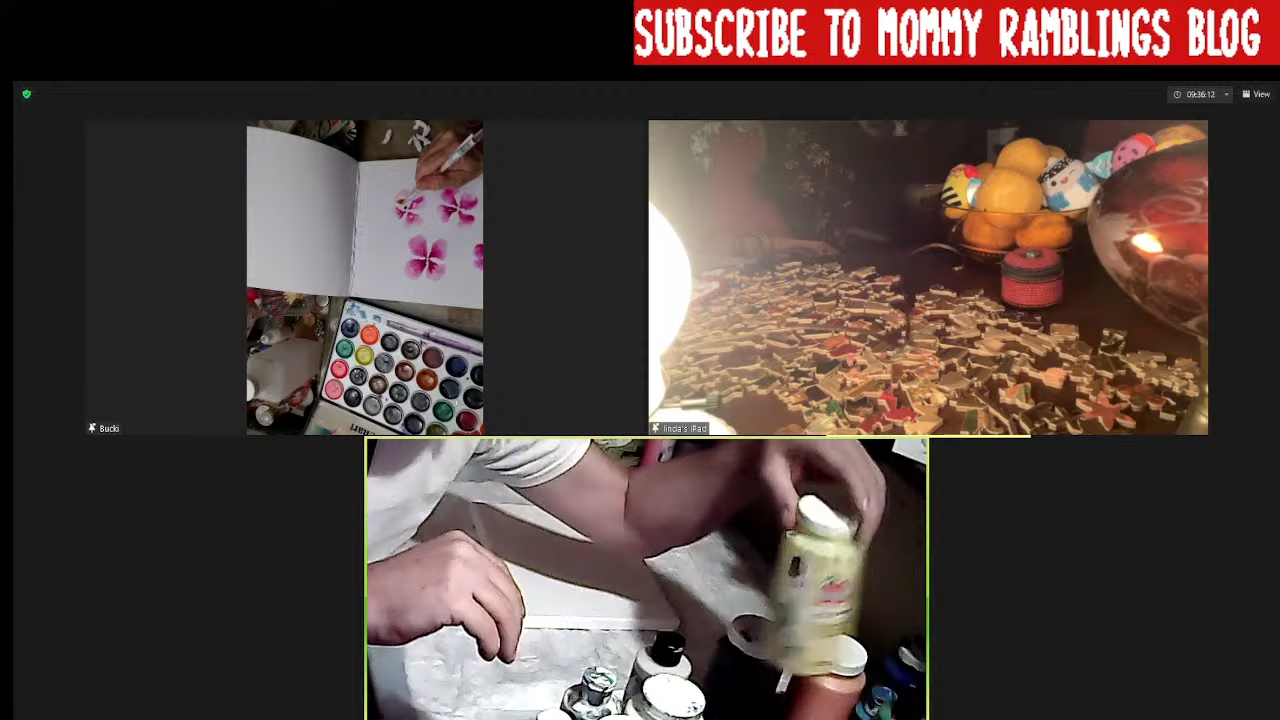 SUBSCRIBE TO MOMMY RAMBLINGS BLOG
09:36:12
View
Bucki
linda's iPad